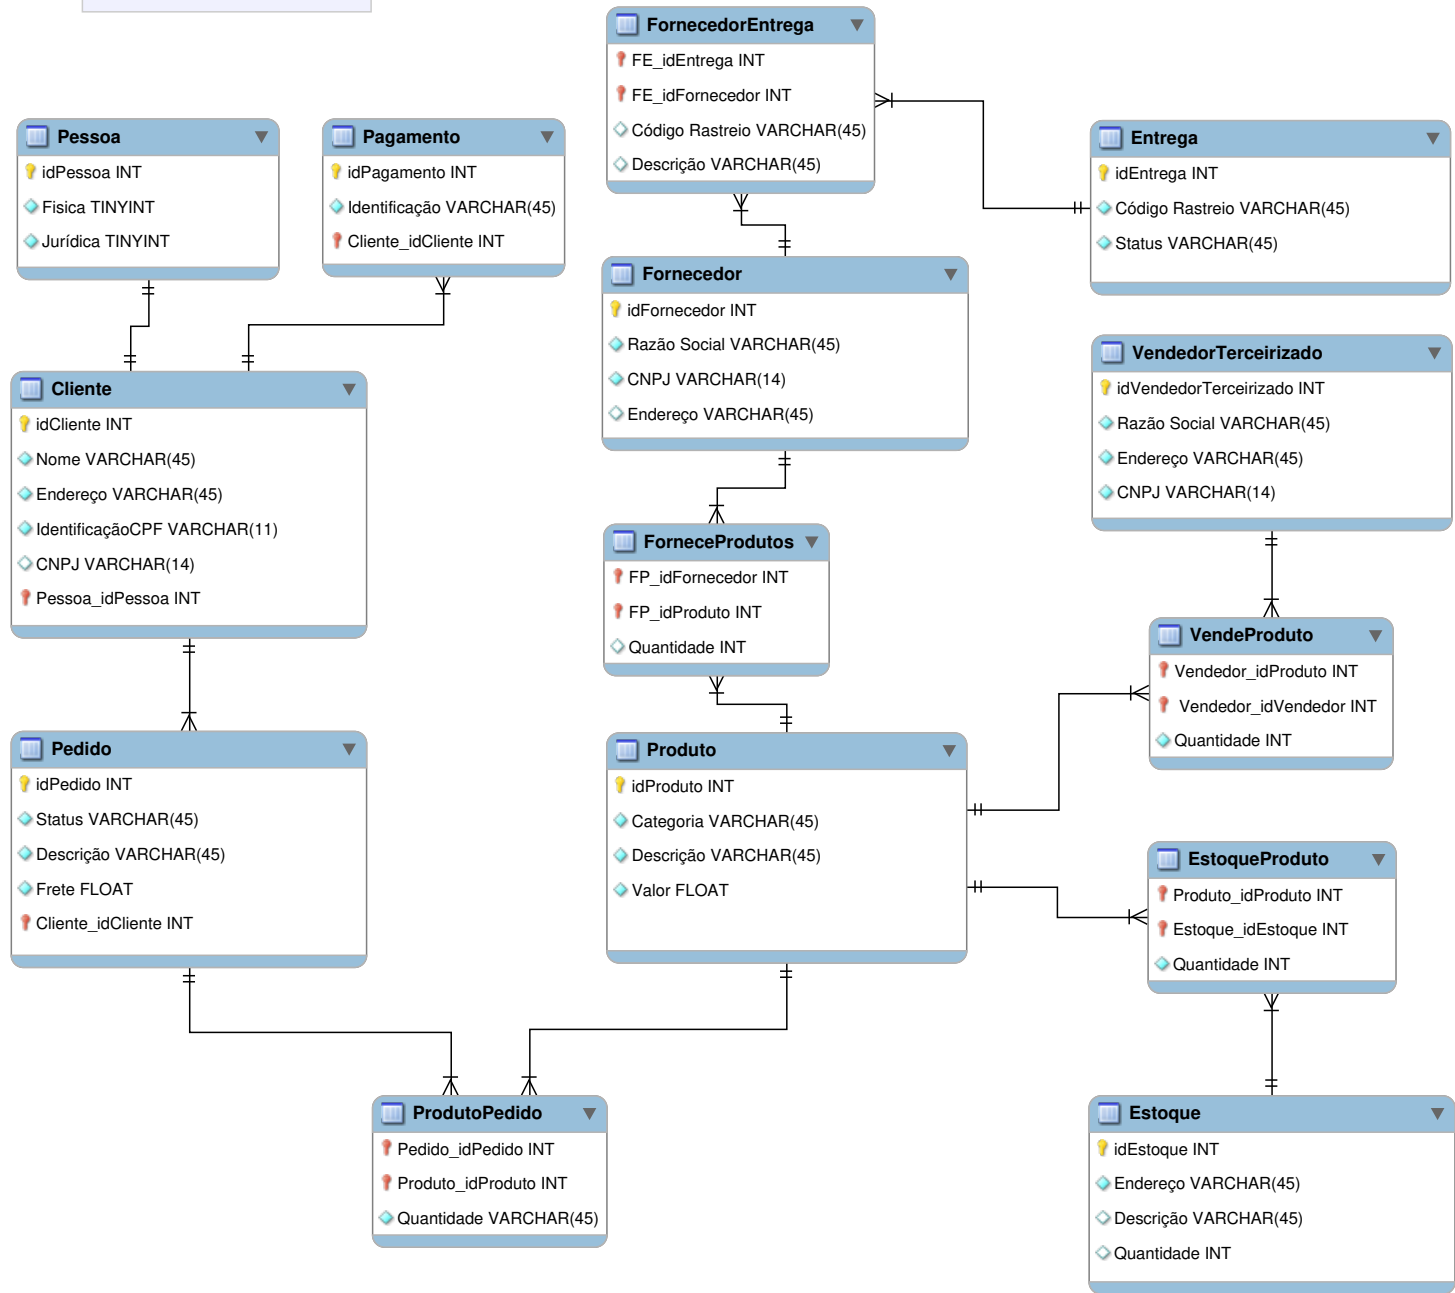 FornecedorEntrega
FE_idEntrega INT
FE_idFornecedor INT
Código Rastreio VARCHAR(45)
Descrição VARCHAR(45)
Pessoa
idPessoa INT
Fisica TINYINT
Jurídica TINYINT
Pagamento
idPagamento INT
Identificação VARCHAR(45)
Cliente_idCliente INT
Entrega
idEntrega INT
Código Rastreio VARCHAR(45)
Status VARCHAR(45)
Fornecedor
idFornecedor INT
Razão Social VARCHAR(45)
CNPJ VARCHAR(14)
Endereço VARCHAR(45)
VendedorTerceirizado
idVendedorTerceirizado INT
Razão Social VARCHAR(45)
Endereço VARCHAR(45)
CNPJ VARCHAR(14)
Cliente
idCliente INT
Nome VARCHAR(45)
Endereço VARCHAR(45)
IdentificaçãoCPF VARCHAR(11)
CNPJ VARCHAR(14)
Pessoa_idPessoa INT
ForneceProdutos
FP_idFornecedor INT
FP_idProduto INT
Quantidade INT
VendeProduto
Vendedor_idProduto INT
Vendedor_idVendedor INT
Quantidade INT
Pedido
idPedido INT
Status VARCHAR(45)
Descrição VARCHAR(45)
Frete FLOAT
Cliente_idCliente INT
Produto
idProduto INT
Categoria VARCHAR(45)
Descrição VARCHAR(45)
Valor FLOAT
EstoqueProduto
Produto_idProduto INT
Estoque_idEstoque INT
Quantidade INT
ProdutoPedido
Pedido_idPedido INT
Produto_idProduto INT
Quantidade VARCHAR(45)
Estoque
idEstoque INT
Endereço VARCHAR(45)
Descrição VARCHAR(45)
Quantidade INT